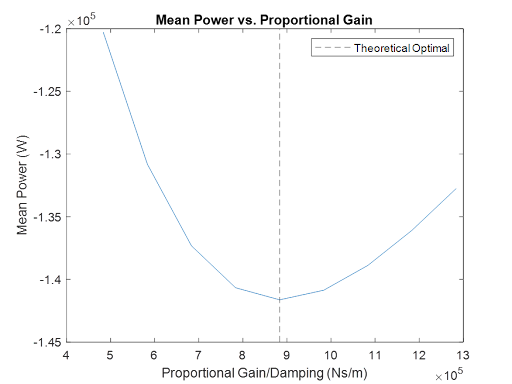 Mean Power vs. Proportional Gain
×10^5
-1.2
-1.25
-1.3
-1.35
-1.4
-1.45
Mean Power (W)
Theoretical Optimal
4 5 6 7 8 9 10 11 12 13
Proportional Gain/Damping (Ns/m)
×10^5